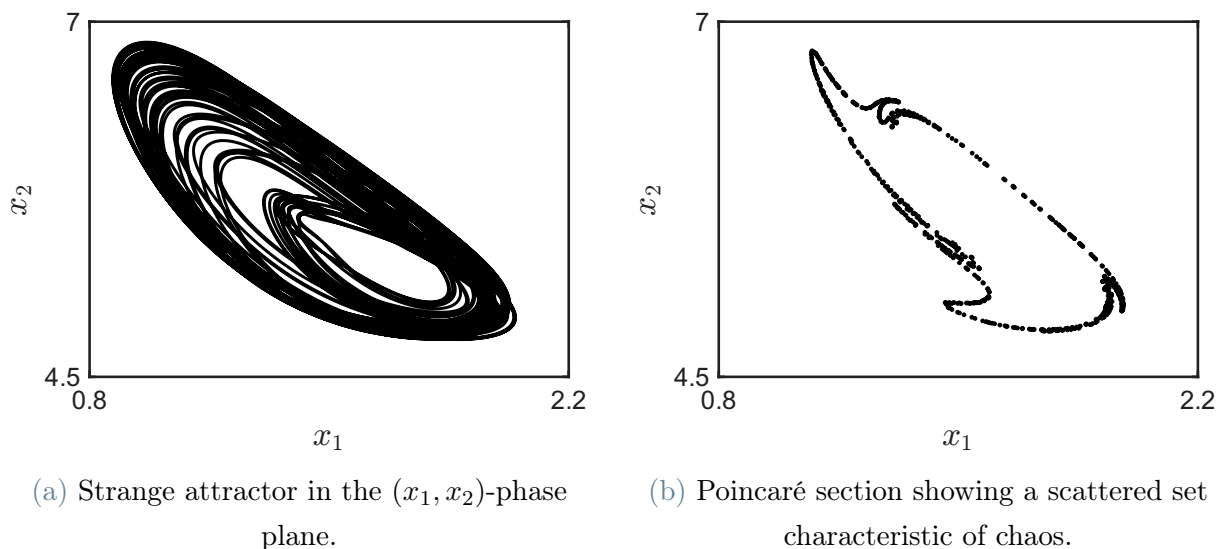 7
x₂
4.5
0.8
2.2
x₁
(a) Strange attractor in the (x₁, x₂)-phase
plane.
7
x₂
4.5
0.8
2.2
x₁
(b) Poincaré section showing a scattered set
characteristic of chaos.